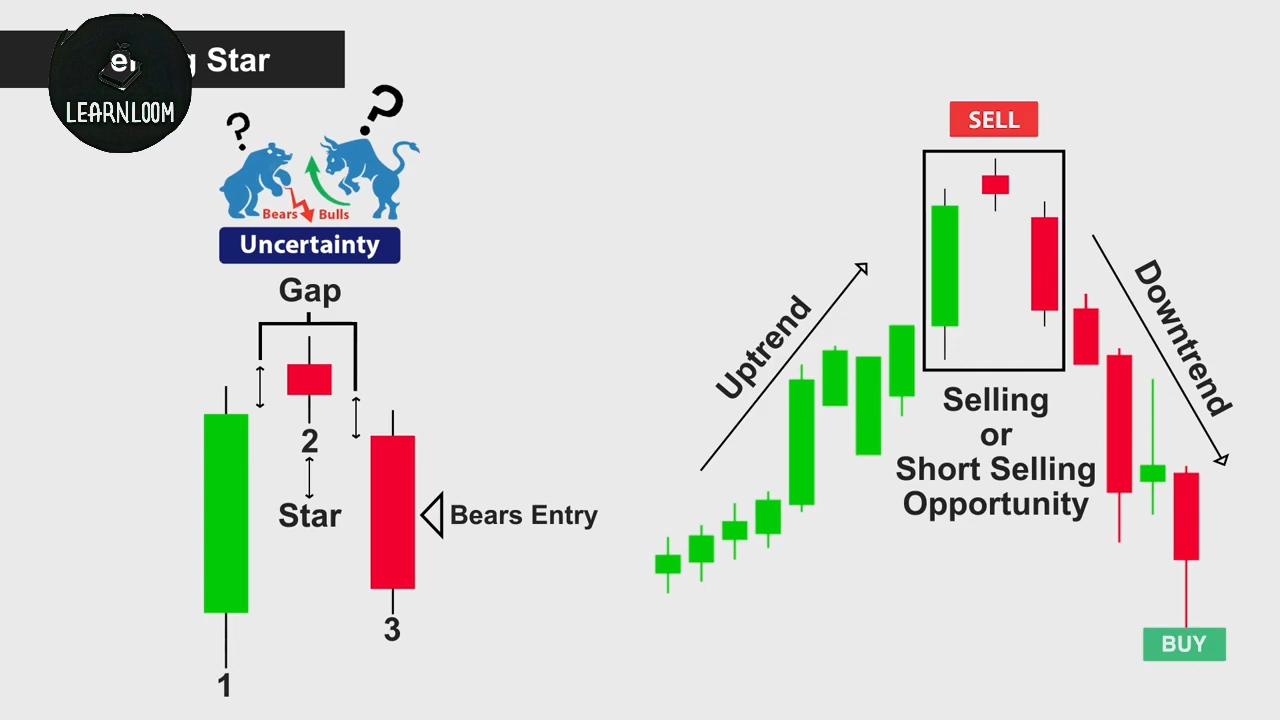 Star
LEARNLOOM
?
?
Bears
Bulls
Uncertainty
Gap
2
Star
Bears Entry
3
1
SELL
Uptrend
Downtrend
Selling
or
Short Selling
Opportunity
BUY